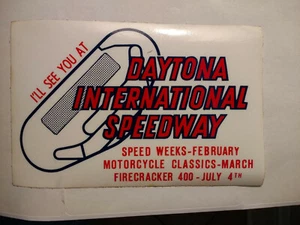 I'LL SEE YOU AT
DAYTONA
INTERNATIONAL
SPEEDWAY
SPEED WEEKS-FEBRUARY
MOTORCYCLE CLASSICS-MARCH
FIRECRACKER 400-JULY 4TH